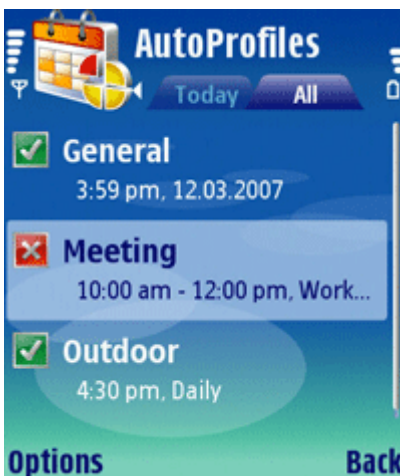 AutoProfiles
Today All
General
3:59 pm, 12.03.2007
Meeting
10:00 am - 12:00 pm, Work...
Outdoor
4:30 pm, Daily
Options Back